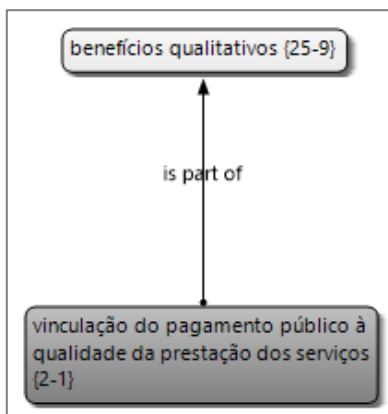 benefícios qualitativos {25-9}
is part of
vinculação do pagamento público à
qualidade da prestação dos serviços
{2-1}